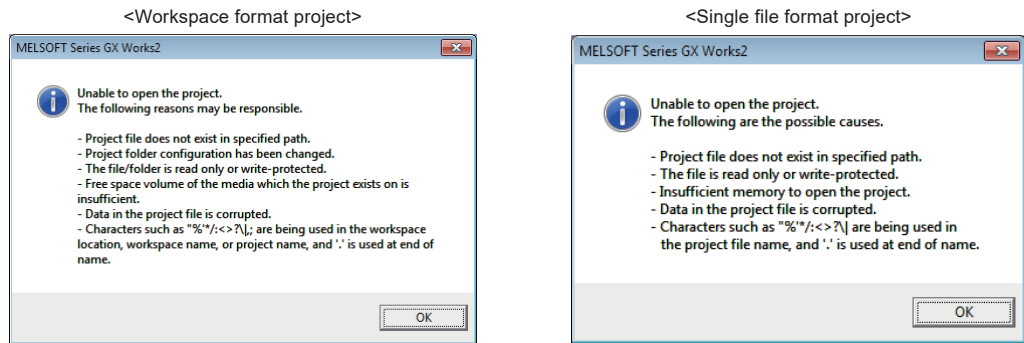 <Workspace format project>
MELSOFT Series GX Works2
Unable to open the project.
The following reasons may be responsible.
- Project file does not exist in specified path.
- Project folder configuration has been changed.
- The file/folder is read only or write-protected.
- Free space volume of the media which the project exists on is
insufficient.
- Data in the project file is corrupted.
- Characters such as "%'*/:<>?\|,; are being used in the workspace
location, workspace name, or project name, and '.' is used at end of
name.
OK
<Single file format project>
MELSOFT Series GX Works2
Unable to open the project.
The following are the possible causes.
- Project file does not exist in specified path.
- The file is read only or write-protected.
- Insufficient memory to open the project.
- Data in the project file is corrupted.
- Characters such as "%'*/:<>?\| are being used in
the project file name, and '.' is used at end of name.
OK